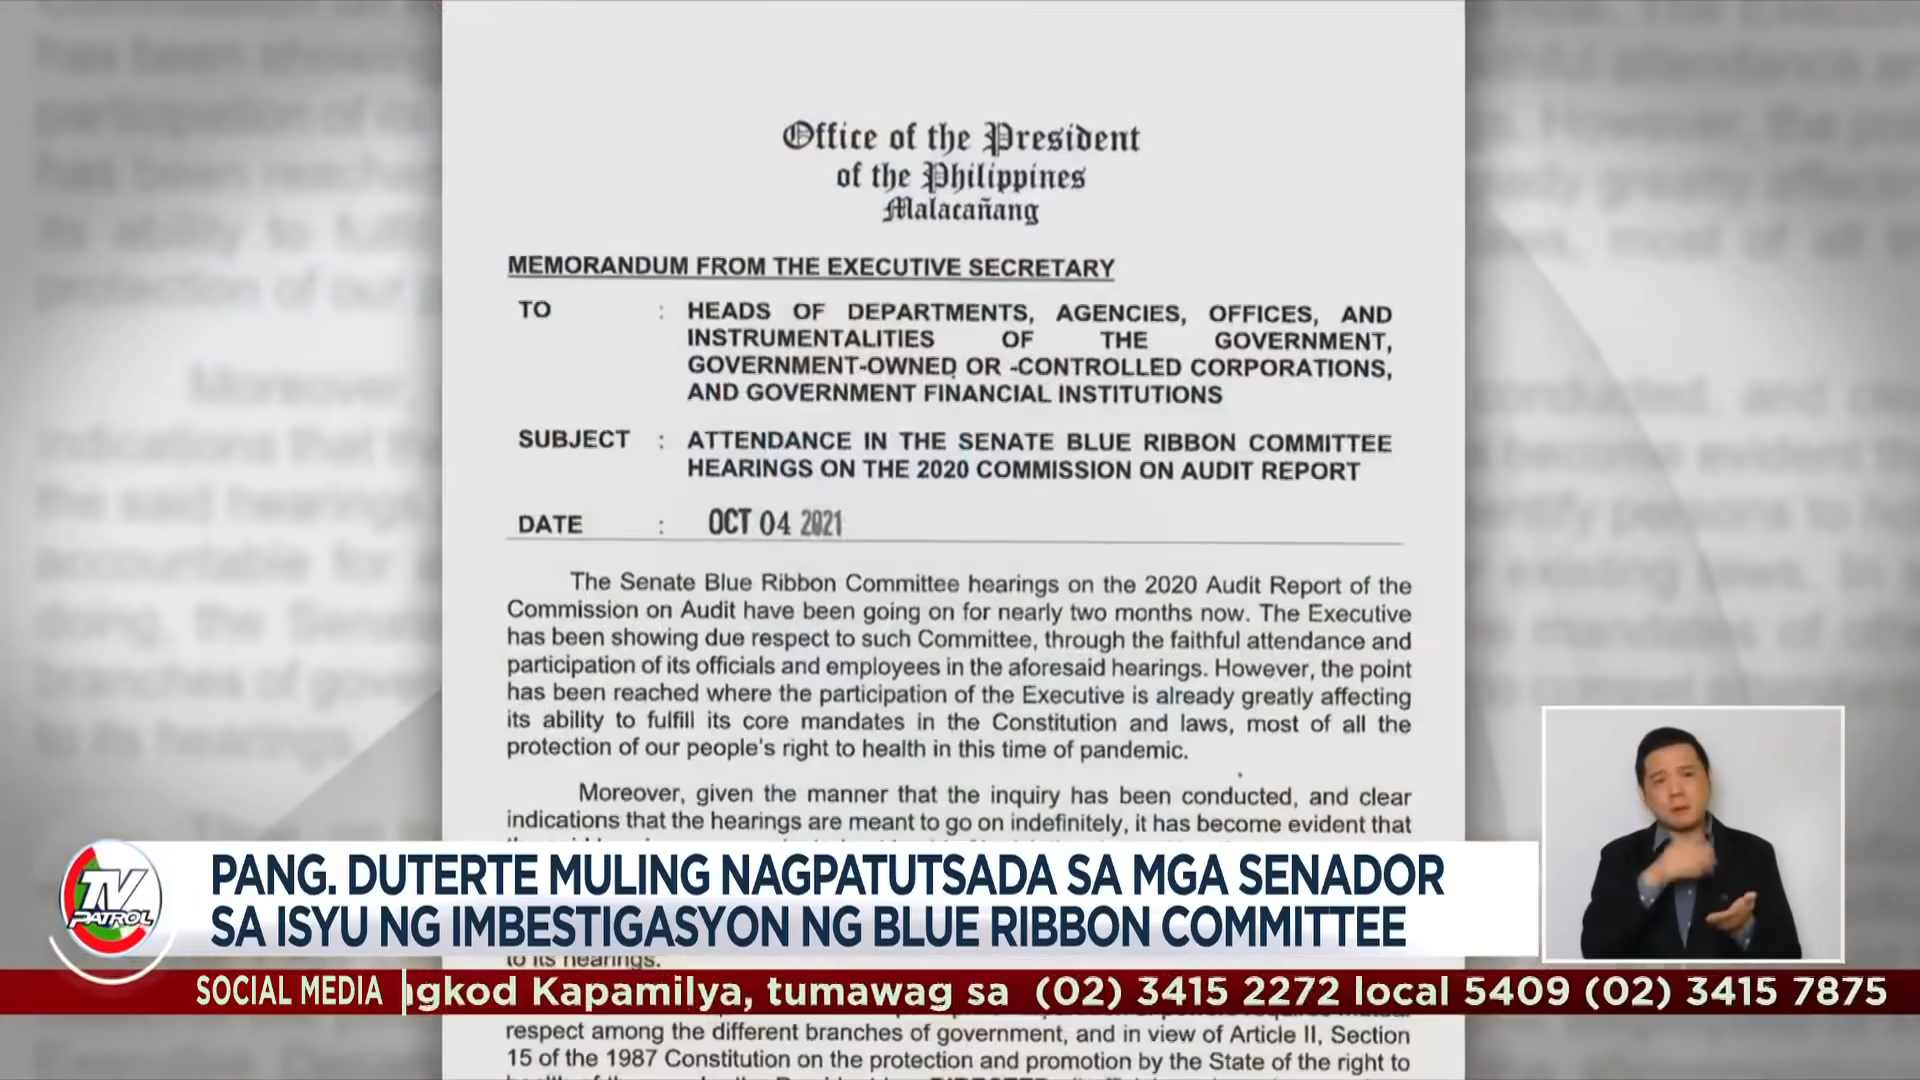 Office of the President
of the Philippines
Malacañang
MEMORANDUM FROM THE EXECUTIVE SECRETARY
TO : HEADS OF DEPARTMENTS, AGENCIES, OFFICES, AND
INSTRUMENTALITIES OF THE GOVERNMENT,
GOVERNMENT-OWNED OR -CONTROLLED CORPORATIONS,
AND GOVERNMENT FINANCIAL INSTITUTIONS
SUBJECT : ATTENDANCE IN THE SENATE BLUE RIBBON COMMITTEE
HEARINGS ON THE 2020 COMMISSION ON AUDIT REPORT
DATE : OCT 04 2021
The Senate Blue Ribbon Committee hearings on the 2020 Audit Report of the
Commission on Audit have been going on for nearly two months now. The Executive
has been showing due respect to such Committee, through the faithful attendance and
participation of its officials and employees in the aforesaid hearings. However, the point
has been reached where the participation of the Executive is already greatly affecting
its ability to fulfill its core mandates in the Constitution and laws, most of all the
protection of our people's right to health in this time of pandemic.
Moreover, given the manner that the inquiry has been conducted, and clear
indications that the hearings are meant to go on indefinitely, it has become evident that
TV PATROL
PANG. DUTERTE MULING NAGPATUTSADA SA MGA SENADOR
SA ISYU NG IMBESTIGASYON NG BLUE RIBBON COMMITTEE
to its hearings.
SOCIAL MEDIA gkod Kapamilya, tumawag sa (02) 3415 2272 local 5409 (02) 3415 7875
respect among the different branches of government, and in view of Article II, Section
15 of the 1987 Constitution on the protection and promotion by the State of the right to